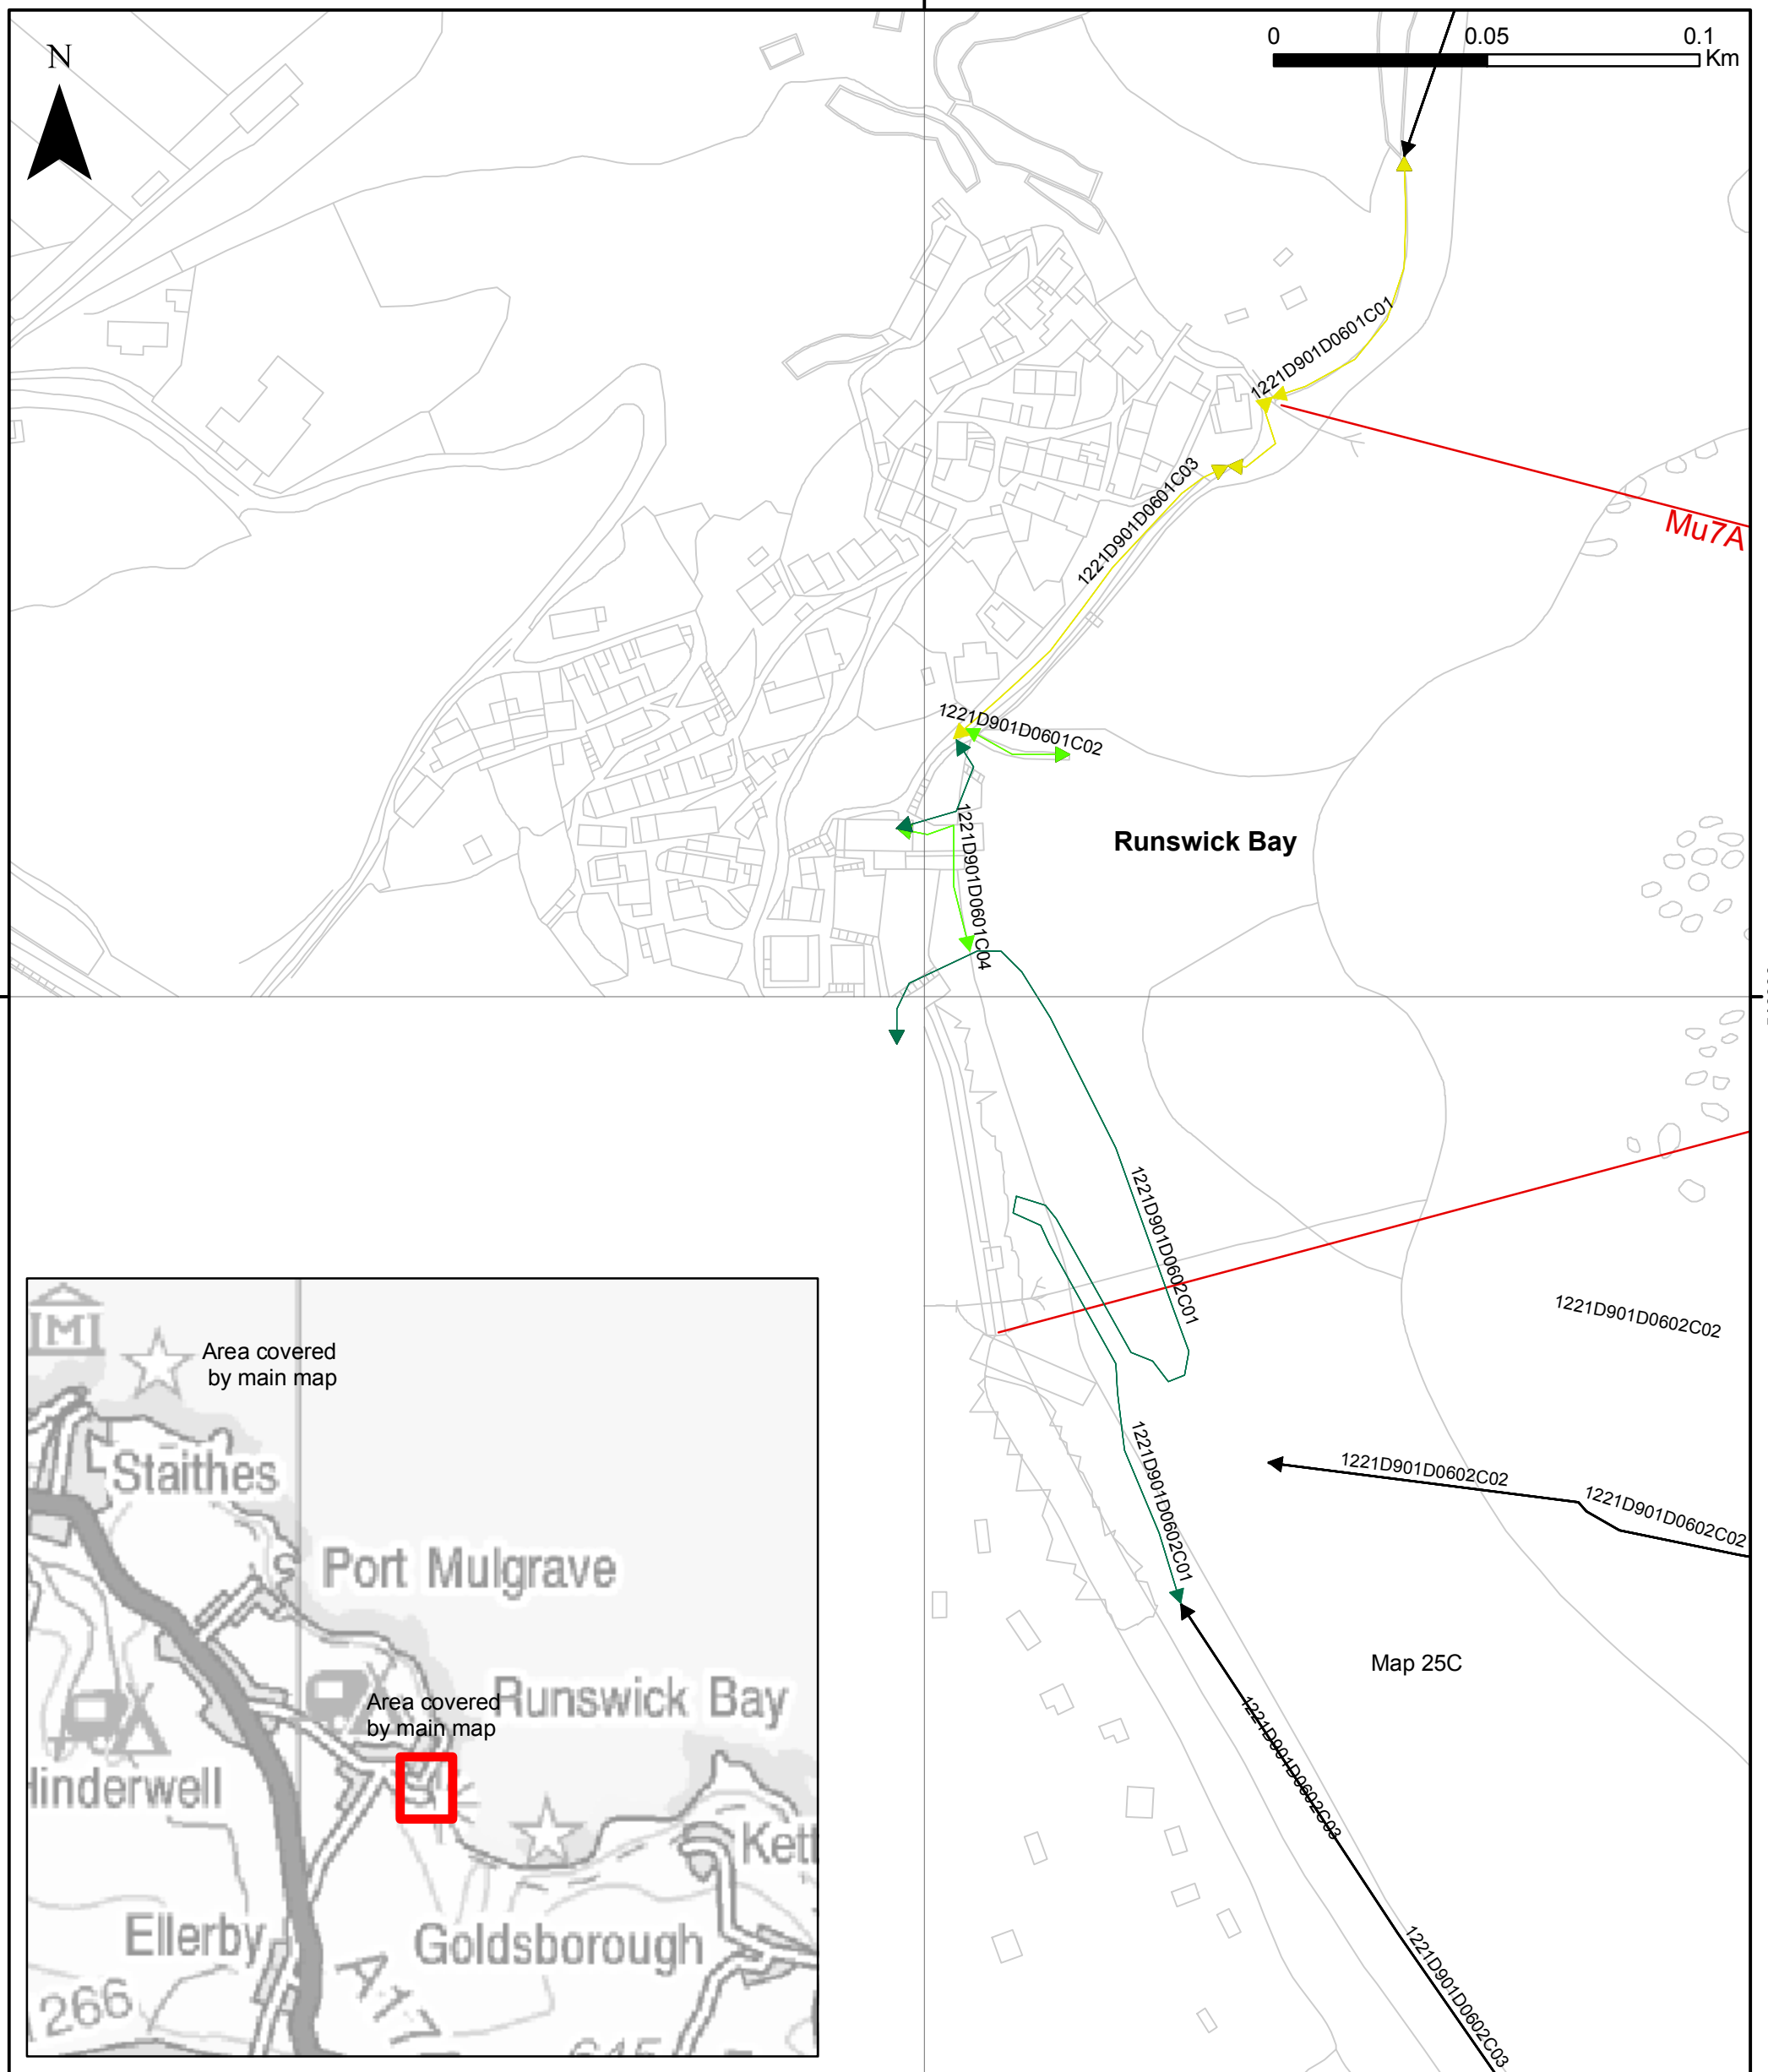 N
0 0.05 0.1
Km
1221D901D0601C01
Mu7A
1221D901D0601C03
1221D901D0601C02
Runswick Bay
1221D901D0601C04
1221D901D0602C01
1221D901D0602C02
1221D901D0602C01
1221D901D0602C02
1221D901D0602C02
Map 25C
1221D901D0602C03
1221D901D0602C03
M
Area covered
by main map
Staithes
Port Mulgrave
Runswick Bay
Area covered
by main map
Hinderwell
Kett
Ellerby
Goldsborough
A17
266